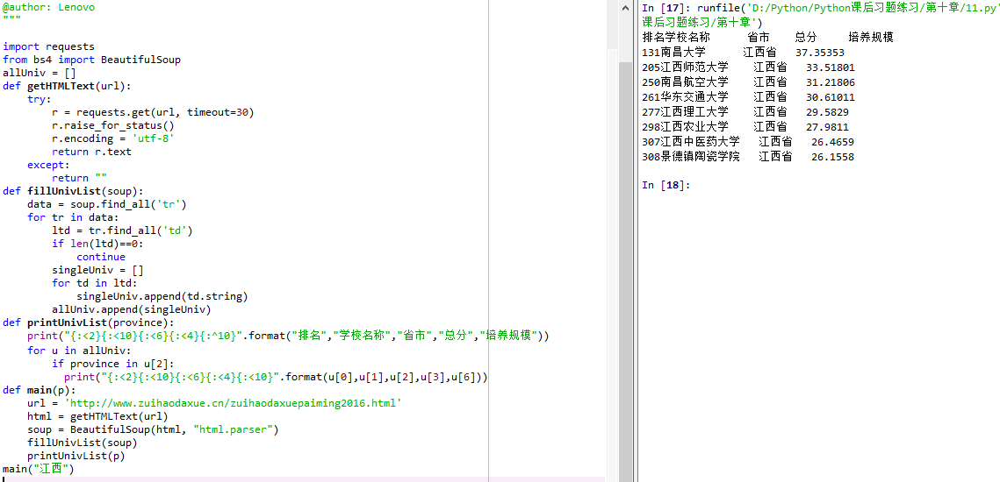 @author: Lenovo
"""
import requests
from bs4 import BeautifulSoup
allUniv = []
def getHTMLText(url):
    try:
        r = requests.get(url, timeout=30)
        r.raise_for_status()
        r.encoding = 'utf-8'
        return r.text
    except:
        return ""
def fillUnivList(soup):
    data = soup.find_all('tr')
    for tr in data:
        ltd = tr.find_all('td')
        if len(ltd)==0:
            continue
        singleUniv = []
        for td in ltd:
            singleUniv.append(td.string)
        allUniv.append(singleUniv)
def printUnivList(province):
    print("{:<2}{:<10}{:<6}{:<4}{:^10}".format("排名","学校名称","省市","总分","培养规模"))
    for u in allUniv:
        if province in u[2]:
          print("{:<2}{:<10}{:<6}{:<4}{:<10}".format(u[0],u[1],u[2],u[3],u[6]))
def main(p):
    url = 'http://www.zuihaodaxue.cn/zuihaodaxuepaiming2016.html'
    html = getHTMLText(url)
    soup = BeautifulSoup(html, "html.parser")
    fillUnivList(soup)
    printUnivList(p)
main("江西")
In [17]: runfile('D:/Python/Python课后习题练习/第十章/11.py'
课后习题练习/第十章')
排名学校名称      省市    总分     培养规模
131南昌大学      江西省   37.35353
205江西师范大学    江西省   33.51801
250南昌航空大学    江西省   31.21806
261华东交通大学    江西省   30.61011
277江西理工大学    江西省   29.5829
298江西农业大学    江西省   27.9811
307江西中医药大学   江西省   26.4659
308景德镇陶瓷学院   江西省   26.1558
In [18]: